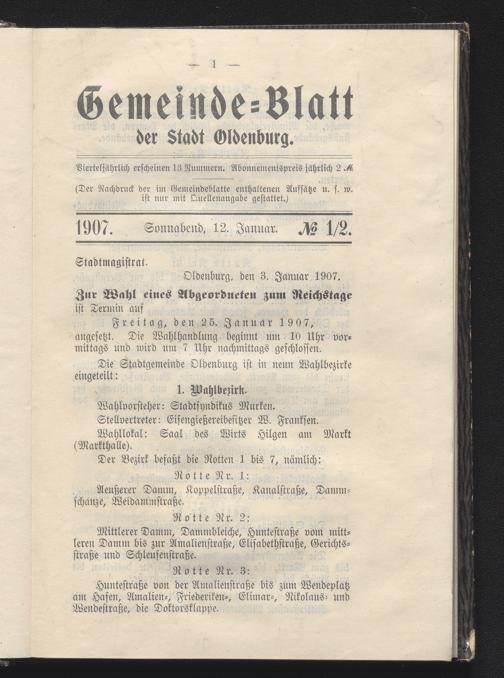 — 1 —
Gemeinde=Blatt
der Stadt Oldenburg.
Vierteljährlich erscheinen 13 Nummern. Abonnementspreis jährlich 2 ℳ
(Der Nachdruck der im Gemeindeblatte enthaltenen Aufsätze u. s. w.
ist nur mit Quellenangabe gestattet.)
1907. Sonnabend, 12. Januar. № 1/2.
Stadtmagistrat.
Oldenburg, den 3. Januar 1907.
Zur Wahl eines Abgeordneten zum Reichstage
ist Termin auf
Freitag, den 25. Januar 1907,
angesetzt. Die Wahlhandlung beginnt um 10 Uhr vor=
mittags und wird um 7 Uhr nachmittags geschlossen.
Die Stadtgemeinde Oldenburg ist in neun Wahlbezirke
eingeteilt:
1. Wahlbezirk.
Wahlvorsteher: Stadtsyndikus Murken.
Stellvertreter: Eisengießereibesitzer W. Franksen.
Wahllokal: Saal des Wirts Hilgen am Markt
(Markthalle).
Der Bezirk befaßt die Rotten 1 bis 7, nämlich:
Rotte Nr. 1:
Aeußerer Damm, Koppelstraße, Kanalstraße, Damm=
schanze, Weidammstraße.
Rotte Nr. 2:
Mittlerer Damm, Dammbleiche, Huntestraße vom mitt=
leren Damm bis zur Amalienstraße, Elisabethstraße, Gerichts=
straße und Schleusenstraße.
Rotte Nr. 3:
Huntestraße von der Amalienstraße bis zum Wendeplatz
am Hafen, Amalien=, Friederiken=, Elimar=, Nikolaus= und
Wendestraße, die Doktorsklappe.